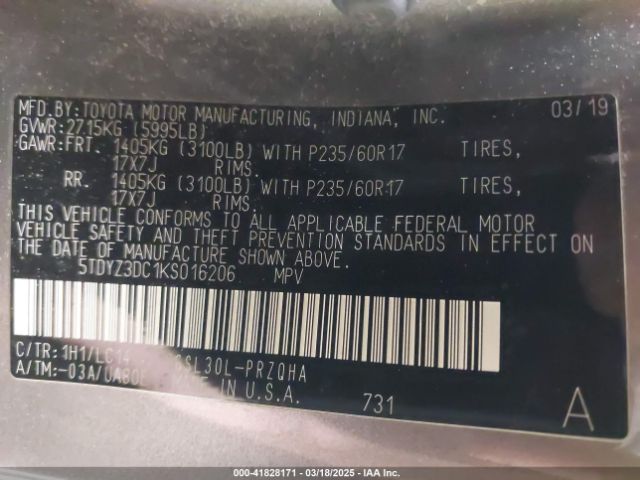 MFD. BY: TOYOTA MOTOR MANUFACTURING, INDIANA, INC. 03/19
GVWR: 2715KG (5995LB)
GAWR: FRT. 1405KG (3100LB) WITH P235/60R17 TIRES,
17X7J RIMS.
RR. 1405KG (3100LB) WITH P235/60R17 TIRES,
17X7J RIMS.
THIS VEHICLE CONFORMS TO ALL APPLICABLE FEDERAL MOTOR
VEHICLE SAFETY AND THEFT PREVENTION STANDARDS IN EFFECT ON
THE DATE OF MANUFACTURE SHOWN ABOVE.
5TDYZ3DC1KS016206 MPV
C/TR: 1H1/LC14 GSL30L-PRZQHA
A/TM: -03A/UA80E IN U.S.A. 731 A
000-41828171 | 03/18/2025 - IAA Inc.